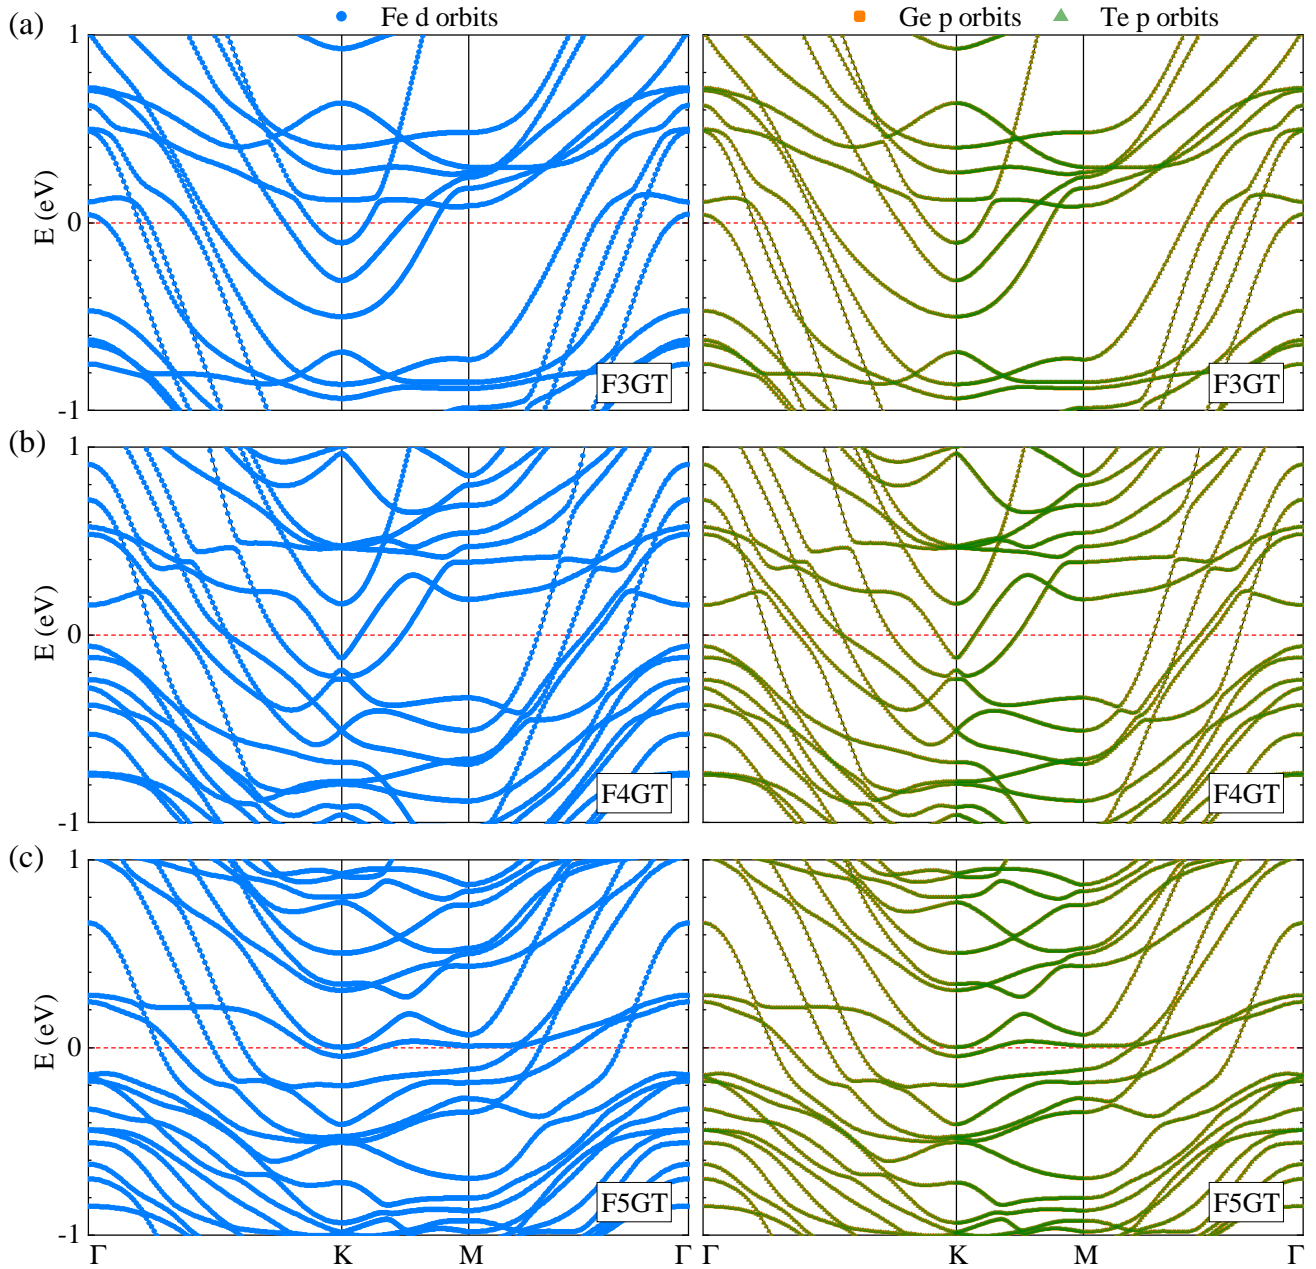 (a)
Fe d orbits
Ge p orbits
Te p orbits
1
E (eV)
0
-1
F3GT
F3GT
(b)
1
E (eV)
0
-1
F4GT
F4GT
(c)
1
E (eV)
0
-1
F5GT
F5GT
Γ K M Γ Γ K M Γ